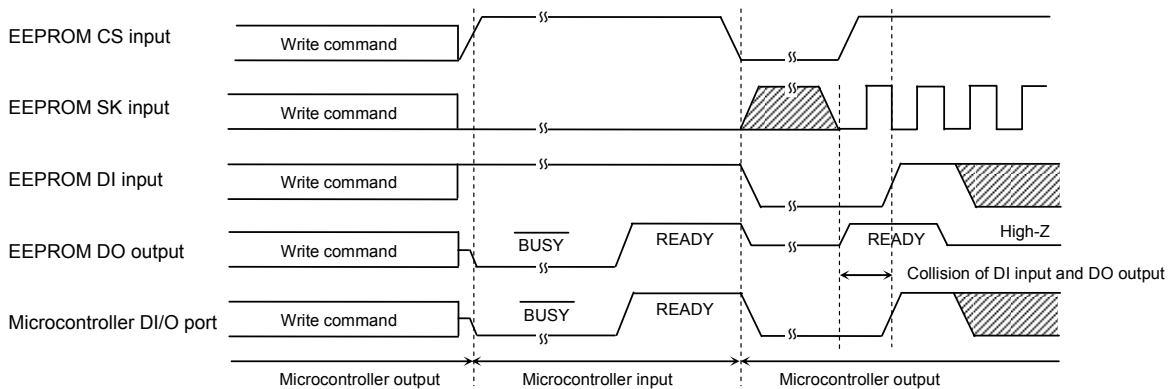 EEPROM CS input
Write command
EEPROM SK input
Write command
EEPROM DI input
Write command
EEPROM DO output
Write command
BUSY
READY
READY
High-Z
Collision of DI input and DO output
Microcontroller DI/O port
Write command
BUSY
READY
Microcontroller output
Microcontroller input
Microcontroller output